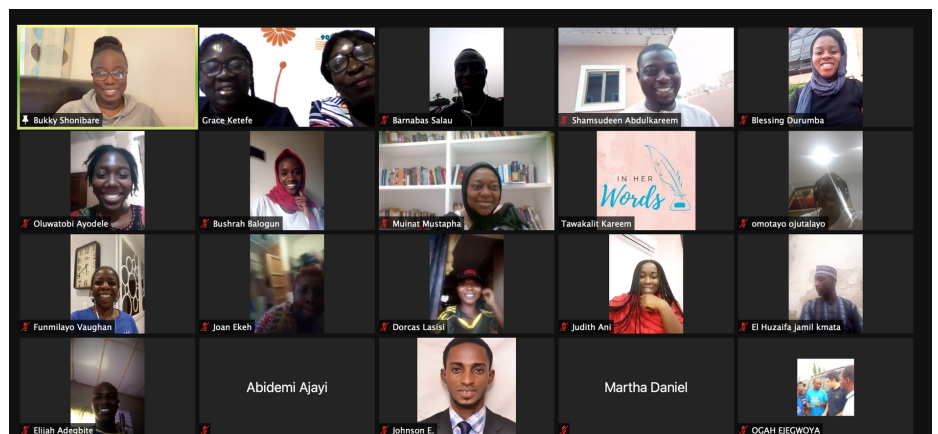 Bukky Shonibare
Grace Ketefe
Barnabas Salau
Shamsudeen Abdulkareem
Blessing Durumba
Oluwatobi Ayodele
Bushrah Balogun
Muinat Mustapha
IN HER
Words
Tawakalit Kareem
omotayo ojutalayo
Funmilayo Vaughan
Joan Ekeh
Dorcas Lasisi
Judith Ani
El Huzaifa jamil kmata
Elijah Adegbite
Abidemi Ajayi
Johnson E.
Martha Daniel
OGAH EJEGWOYA